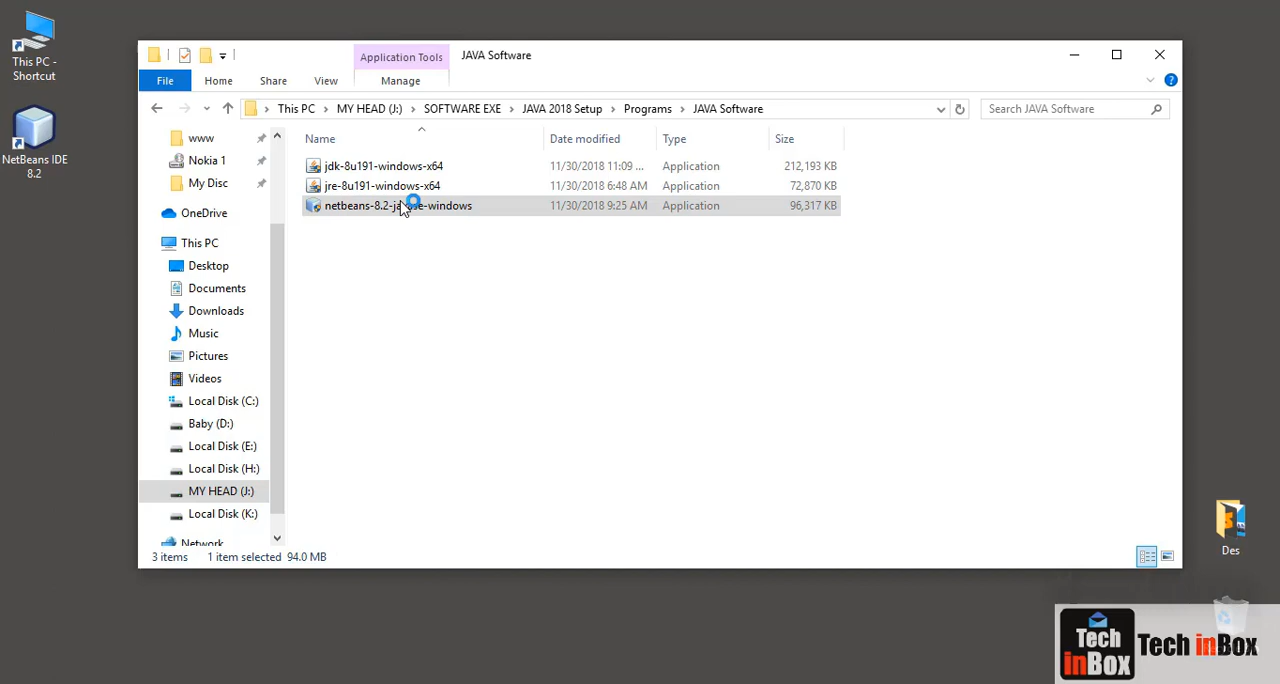 This PC -
Shortcut
NetBeans IDE
8.2
Application Tools
JAVA Software
File
Home
Share
View
Manage
This PC
MY HEAD (J:)
SOFTWARE EXE
JAVA 2018 Setup
Programs
JAVA Software
Search JAVA Software
www
Nokia 1
My Disc
OneDrive
This PC
Desktop
Documents
Downloads
Music
Pictures
Videos
Local Disk (C:)
Baby (D:)
Local Disk (E:)
Local Disk (H:)
MY HEAD (J:)
Local Disk (K:)
Network
Name
Date modified
Type
Size
jdk-8u191-windows-x64
11/30/2018 11:09 ...
Application
212,193 KB
jre-8u191-windows-x64
11/30/2018 6:48 AM
Application
72,870 KB
netbeans-8.2-javase-windows
11/30/2018 9:25 AM
Application
96,317 KB
3 items
1 item selected 94.0 MB
Des
Tech
inBox
Tech inBox